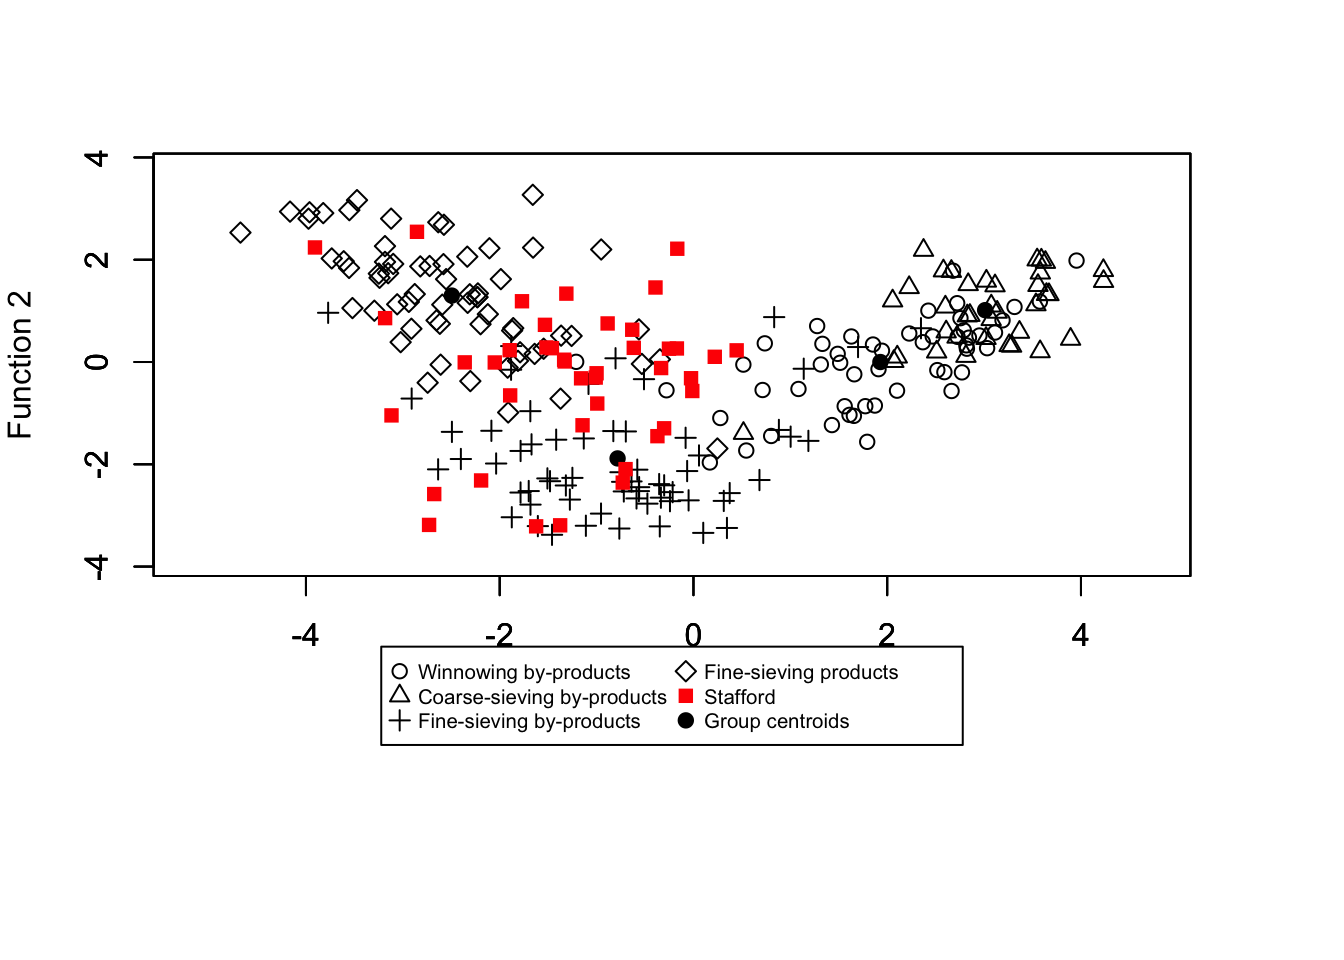 4
2
0
-2
-4
Function 2
-4 -2 0 2 4
Winnowing by-products Fine-sieving products
Coarse-sieving by-products Stafford
Fine-sieving by-products Group centroids